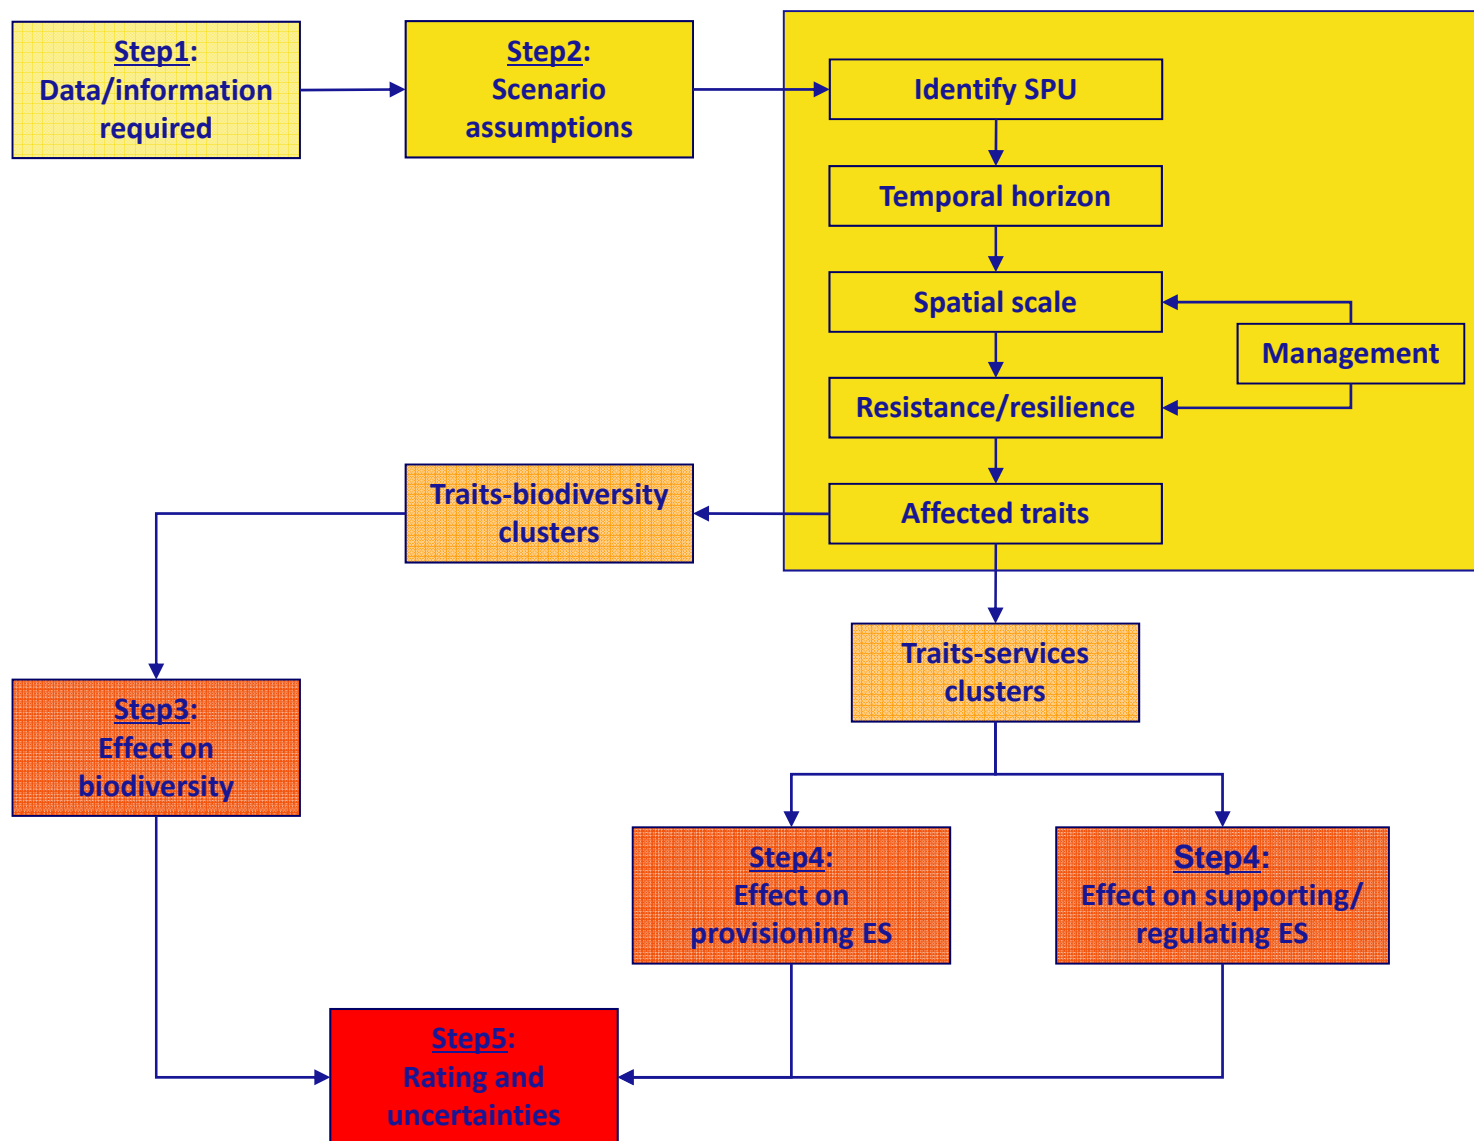 Step1:
Data/information
required
Step2:
Scenario
assumptions
Identify SPU
Temporal horizon
Spatial scale
Management
Resistance/resilience
Affected traits
Traits-biodiversity
clusters
Traits-services
clusters
Step3:
Effect on
biodiversity
Step4:
Effect on
provisioning ES
Step4:
Effect on supporting/
regulating ES
Step5:
Rating and
uncertainties